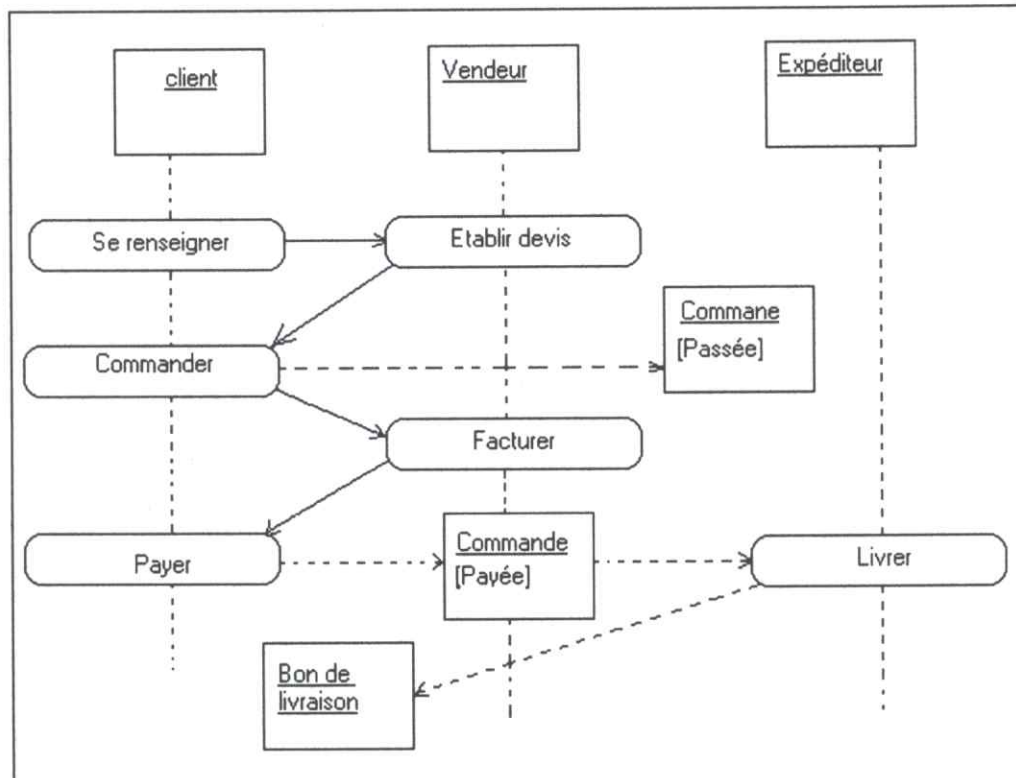 client
Vendeur
Expéditeur
Se renseigner
Etablir devis
Commane
[Passée]
Commander
Facturer
Payer
Commande
[Payée]
Livrer
Bon de
livraison